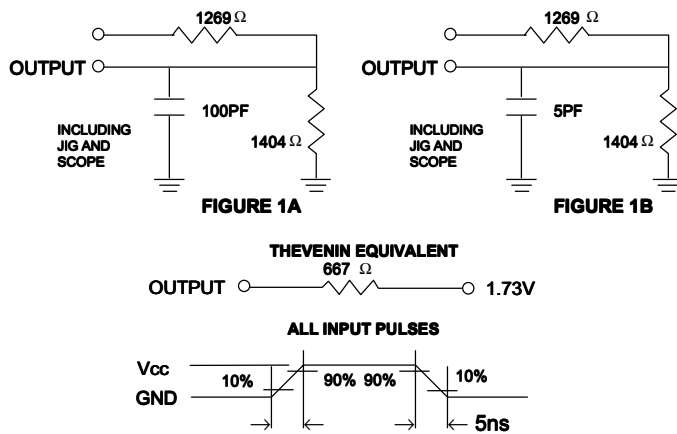 1269 Ω
OUTPUT
100PF
INCLUDING
JIG AND
SCOPE
1404 Ω
FIGURE 1A
1269 Ω
OUTPUT
5PF
INCLUDING
JIG AND
SCOPE
1404 Ω
FIGURE 1B
THEVENIN EQUIVALENT
667 Ω
OUTPUT 1.73V
ALL INPUT PULSES
Vcc
10% 90% 90% 10%
GND
5ns